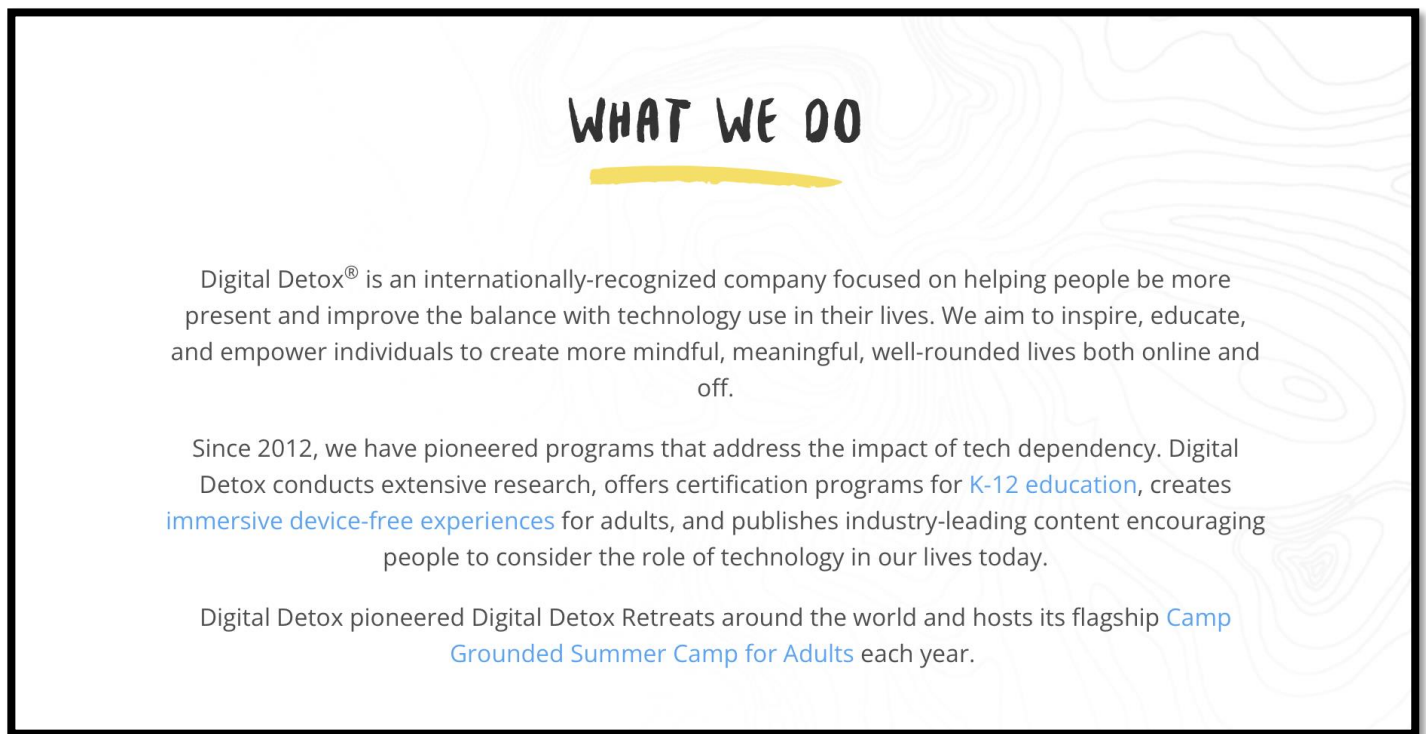 WHAT WE DO
Digital Detox® is an internationally-recognized company focused on helping people be more
present and improve the balance with technology use in their lives. We aim to inspire, educate,
and empower individuals to create more mindful, meaningful, well-rounded lives both online and
off.
Since 2012, we have pioneered programs that address the impact of tech dependency. Digital
Detox conducts extensive research, offers certification programs for K-12 education, creates
immersive device-free experiences for adults, and publishes industry-leading content encouraging
people to consider the role of technology in our lives today.
Digital Detox pioneered Digital Detox Retreats around the world and hosts its flagship Camp
Grounded Summer Camp for Adults each year.